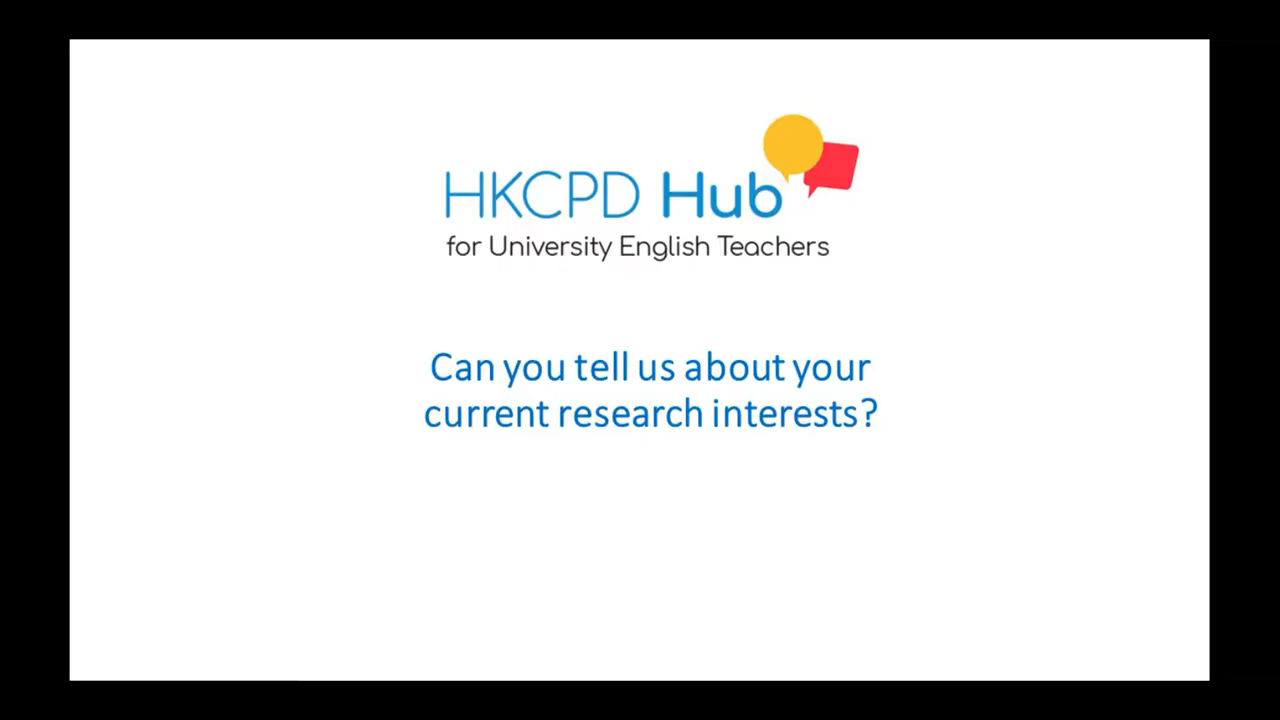 HKCPD Hub
for University English Teachers
Can you tell us about your
current research interests?